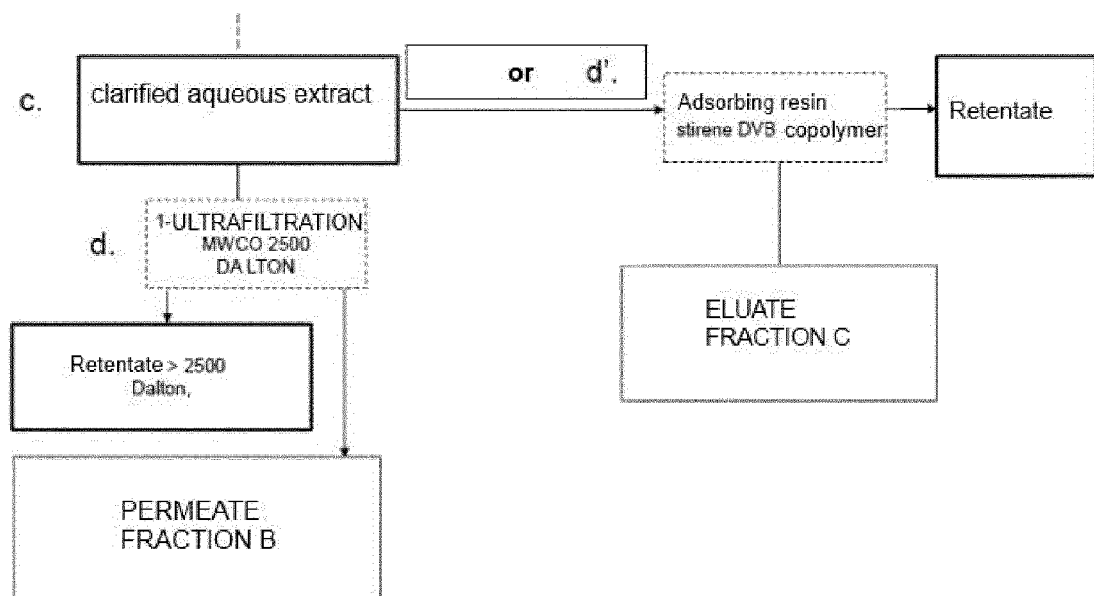 or d'.
c.
clarified aqueous extract
Adsorbing resin
stirene DVB copolymer
Retentate
1-ULTRAFILTRATION
MWCO 2500
DALTON
d.
ELUATE
FRACTION C
Retentate > 2500
Dalton,
PERMEATE
FRACTION B